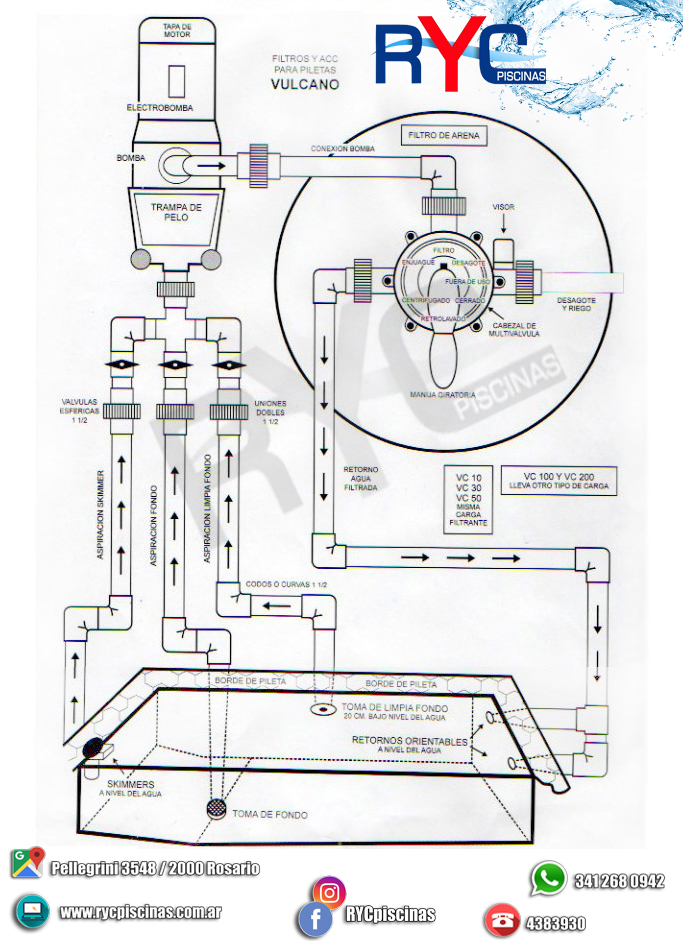 TAPA DE
MOTOR
ELECTROBOMBA
BOMBA
TRAMPA DE
PELO
FILTROS Y ACC
PARA PILETAS
VULCANO
RYC
PISCINAS
CONEXION BOMBA
FILTRO DE ARENA
VISOR
FILTRO
ENJUAGUE
DESAGOTE
FUERA DE USO
CENTRIFUGADO
CERRADO
RETROLAVADO
DESAGOTE
Y RIEGO
CABEZAL DE
MULTIVALVULA
MANIJA GIRATORIA
RYC PISCINAS
VALVULAS
ESFERICAS
1 1/2
UNIONES
DOBLES
1 1/2
ASPIRACION SKIMMER
ASPIRACION FONDO
ASPIRACION LIMPIA FONDO
RETORNO
AGUA
FILTRADA
VC 10
VC 30
VC 50
MISMA
CARGA
FILTRANTE
VC 100 Y VC 200
LLEVA OTRO TIPO DE CARGA
CODOS O CURVAS 1 1/2
BORDE DE PILETA
BORDE DE PILETA
TOMA DE LIMPIA FONDO
20 CM. BAJO NIVEL DEL AGUA
RETORNOS ORIENTABLES
A NIVEL DEL AGUA
SKIMMERS
A NIVEL DEL AGUA
TOMA DE FONDO
Pellegrini 3548 / 2000 Rosario
www.rycpiscinas.com.ar
RYCpiscinas
341 268 0942
4383930